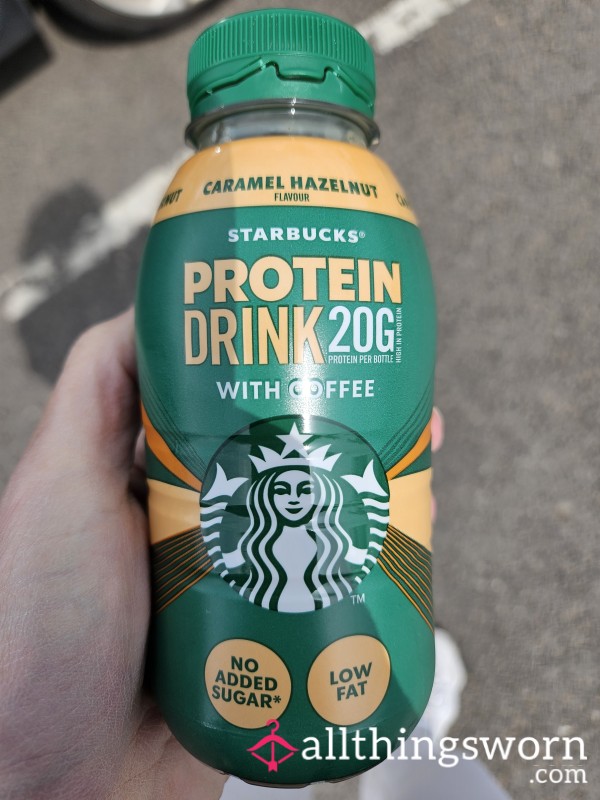 CARAMEL HAZELNUT
FLAVOUR
STARBUCKS®
PROTEIN
DRINK 20G
PROTEIN PER BOTTLE
HIGH IN PROTEIN
WITH COFFEE
TM
NO
ADDED
SUGAR*
LOW
FAT
allthingsworn
.com